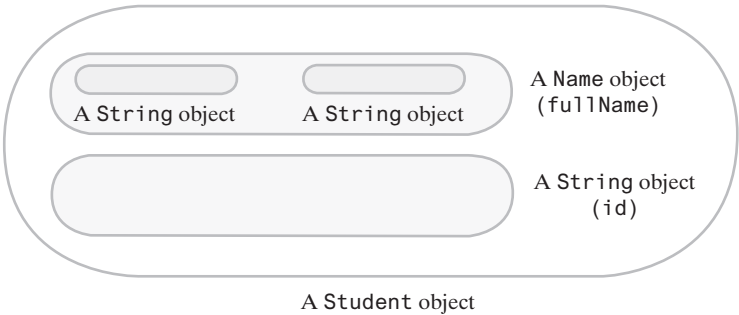 A String object
A String object
A Name object
(fullName)
A String object
(id)
A Student object